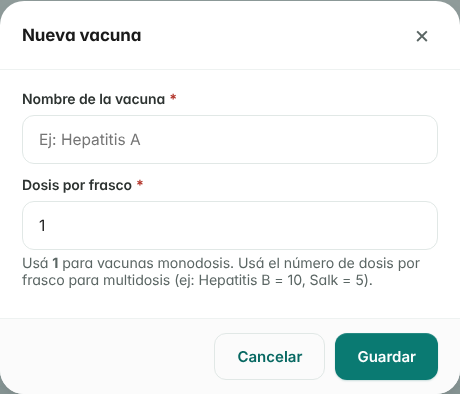 Nueva vacuna
Nombre de la vacuna *
Ej: Hepatitis A
Dosis por frasco *
1
Usá 1 para vacunas monodosis. Usá el número de dosis por
frasco para multidosis (ej: Hepatitis B = 10, Salk = 5).
Cancelar
Guardar